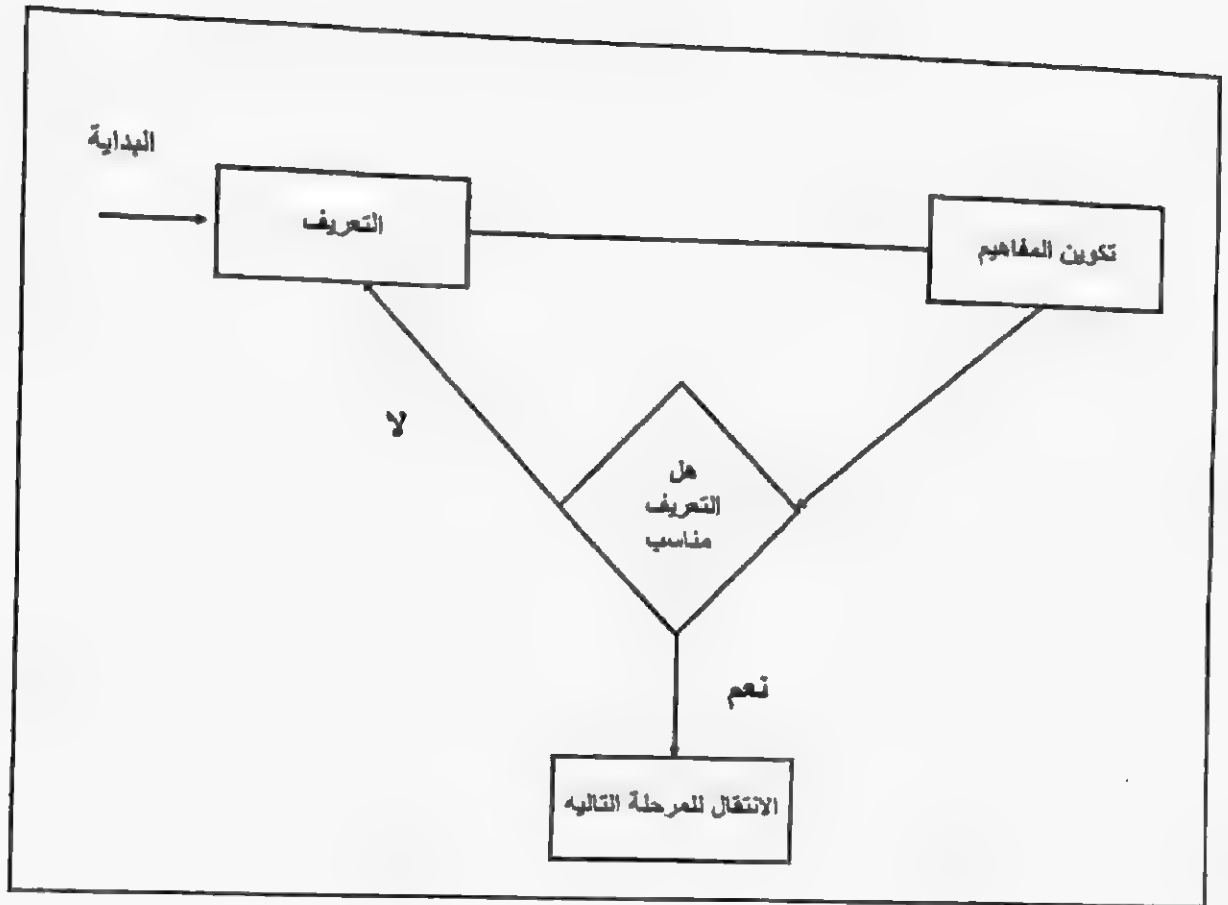 البداية
التعريف
تكوين المفاهيم
لا
هل
التعريف
مناسب
نعم
الانتقال للمرحلة التاليه